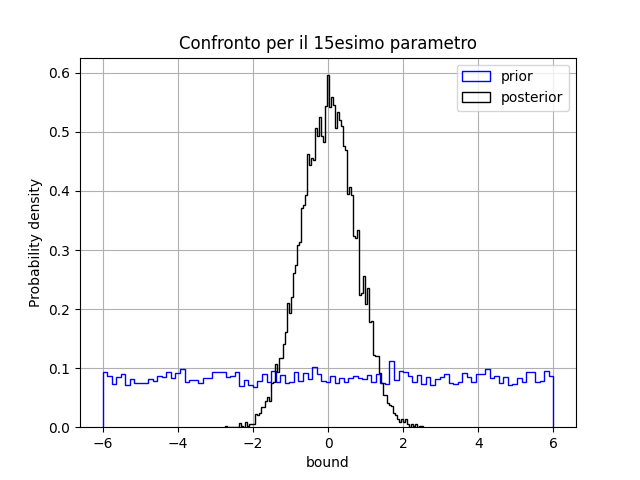 Confronto per il 15esimo parametro
prior
posterior
Probability density
0.6
0.5
0.4
0.3
0.2
0.1
0.0
−6
−4
−2
0
2
4
6
bound